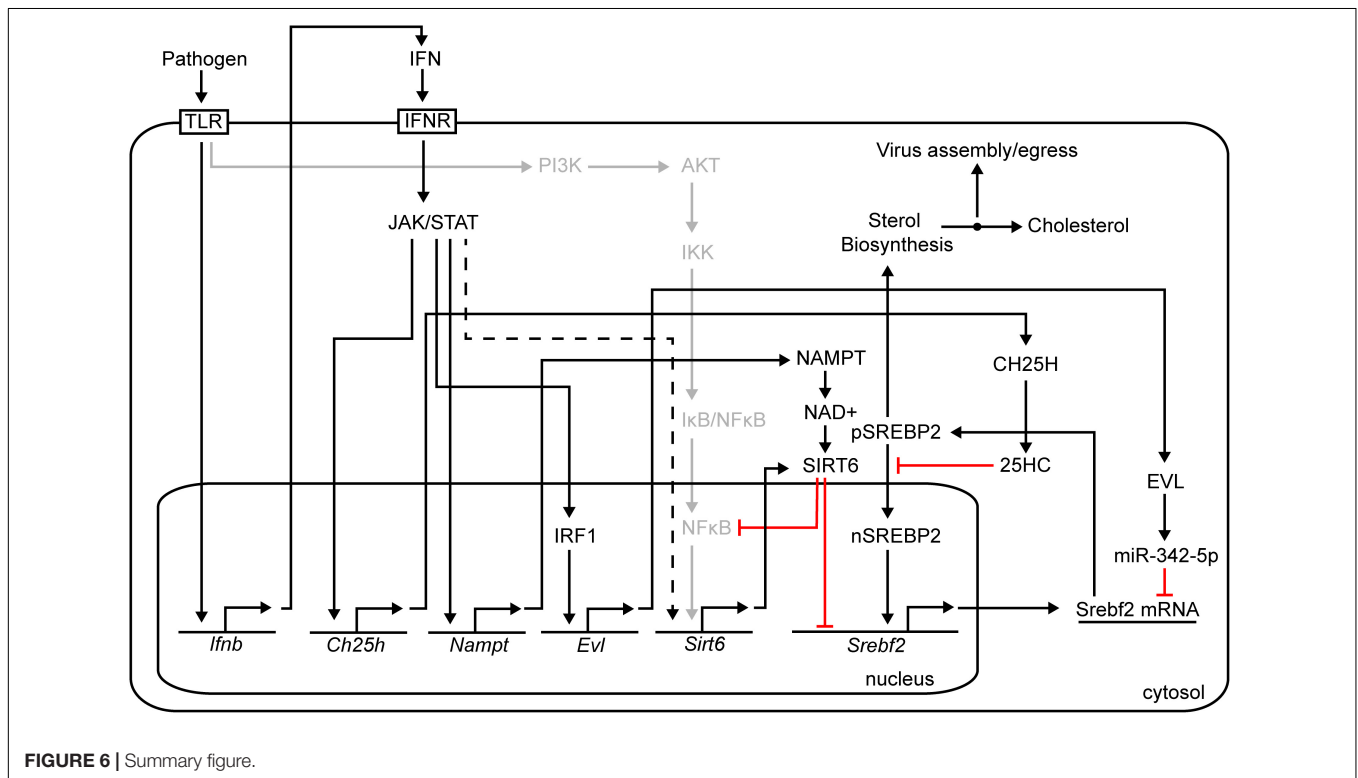 Pathogen
IFN
TLR
IFNR
PI3K
AKT
Virus assembly/egress
JAK/STAT
Sterol
Biosynthesis
Cholesterol
IKK
NAMPT
CH25H
NAD+
IκB/NFκB
pSREBP2
SIRT6
25HC
EVL
NFκB
IRF1
nSREBP2
miR-342-5p
Srebf2 mRNA
Ifnb
Ch25h
Nampt
Evl
Sirt6
Srebf2
nucleus
cytosol
FIGURE 6 | Summary figure.